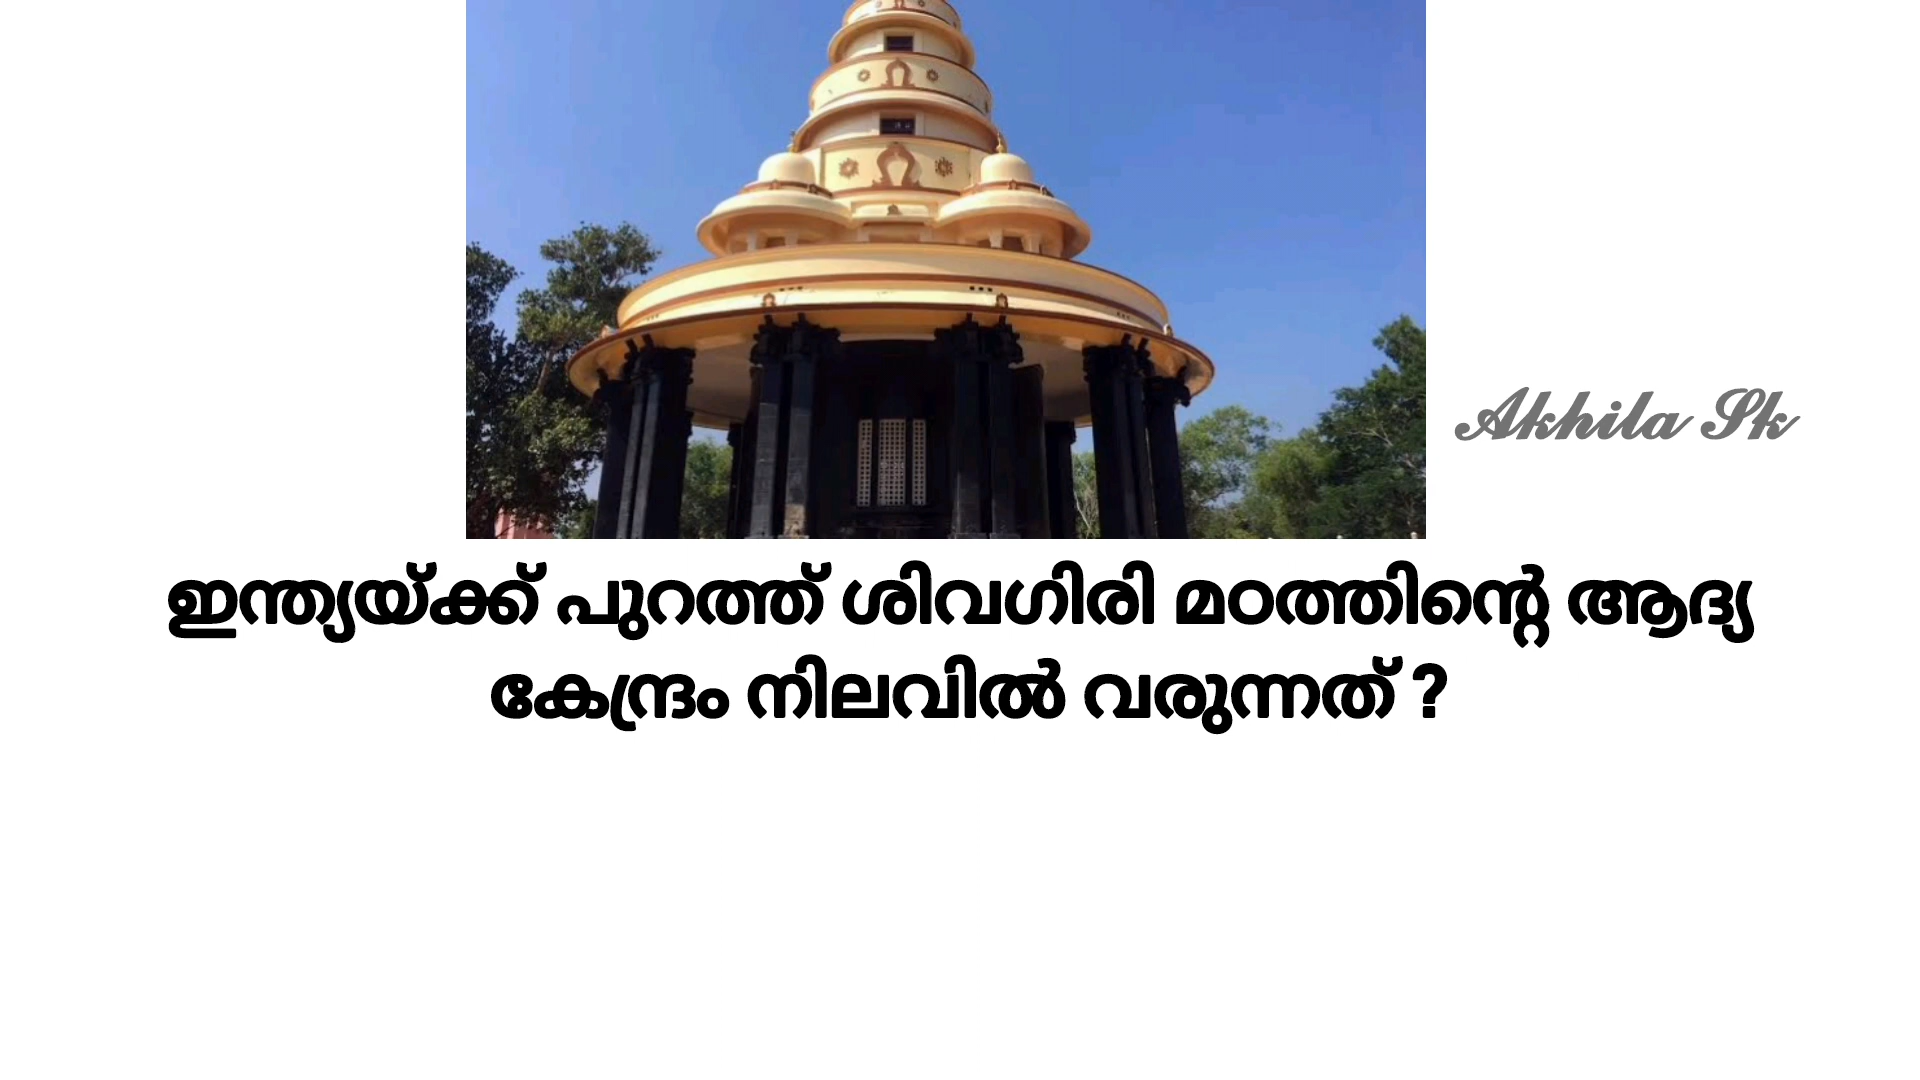 Akhila Sk
ഇന്ത്യയ്ക്ക് പുറത്ത് ശിവഗിരി മഠത്തിന്റെ ആദ്യ
കേന്ദ്രം നിലവിൽ വരുന്നത് ?